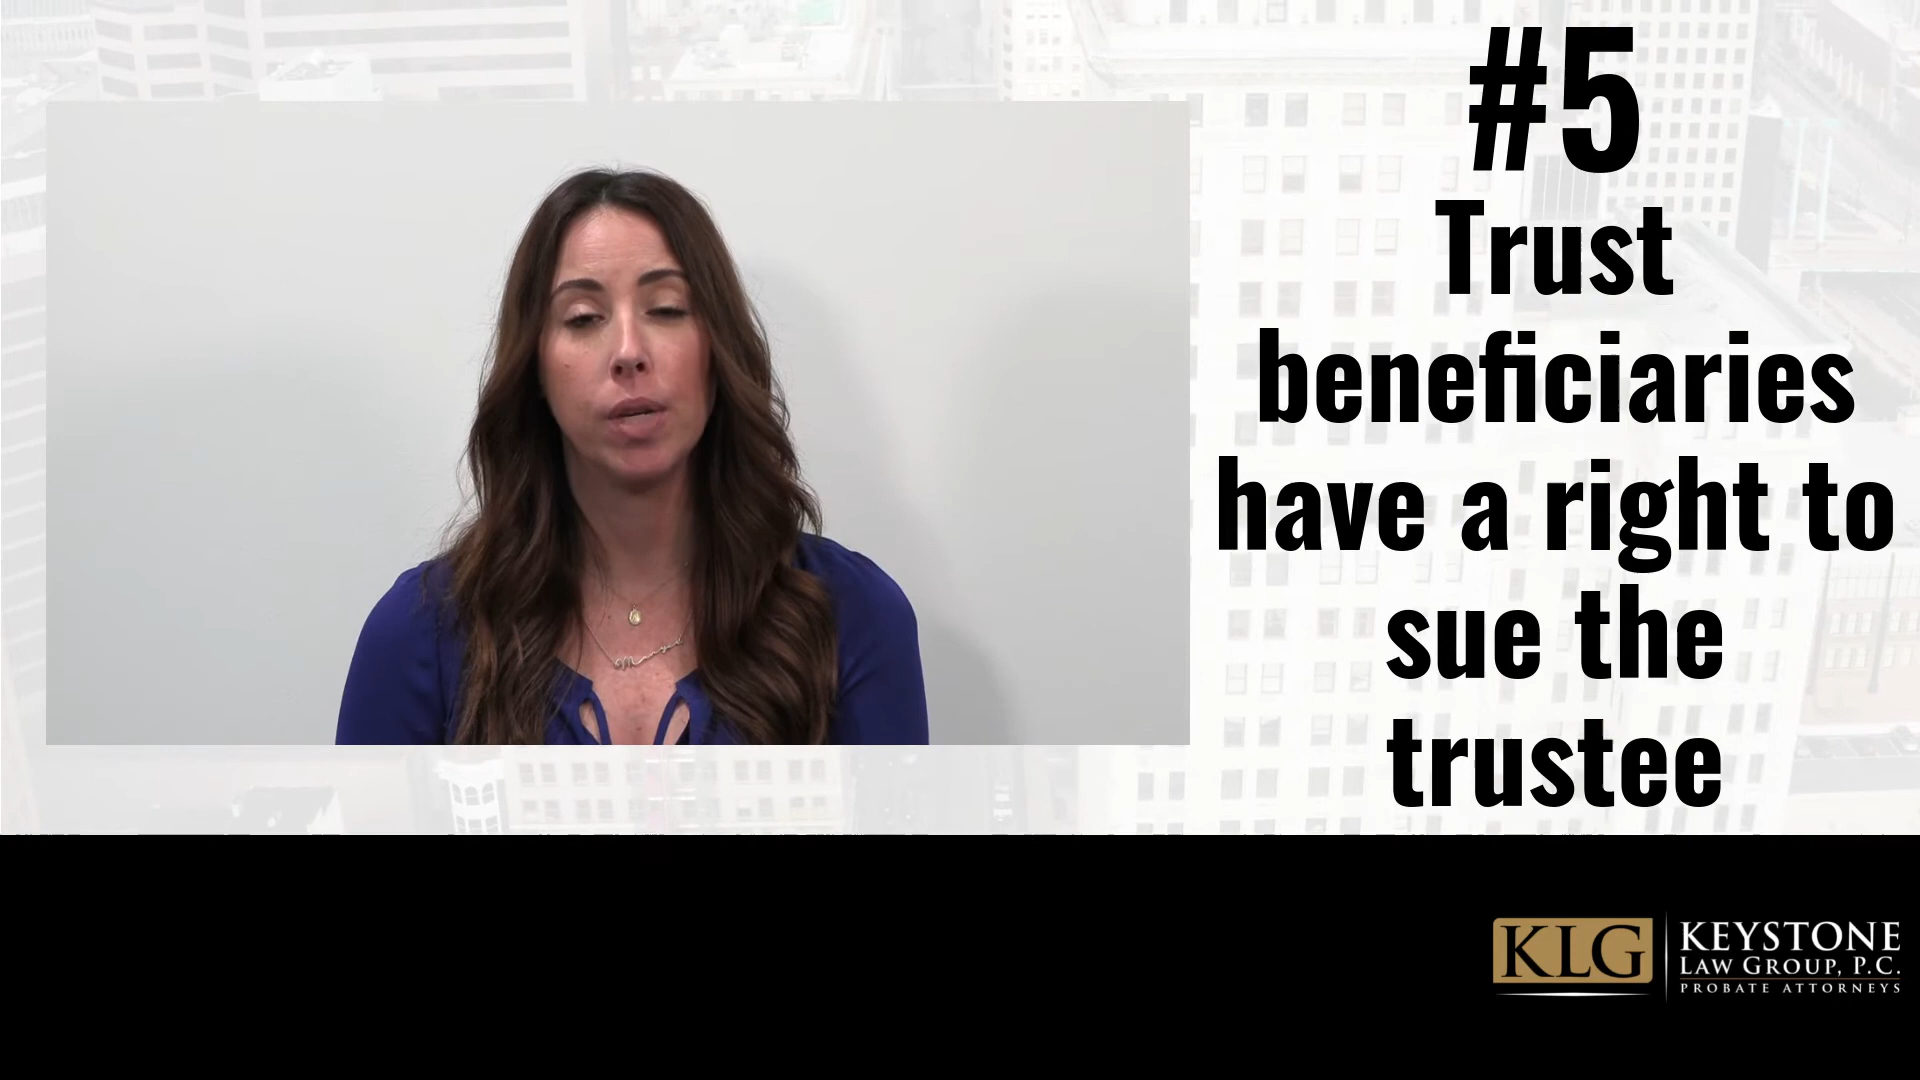 #5
Trust
beneficiaries
have a right to
sue the
trustee
KLG
KEYSTONE
LAW GROUP, P.C.
PROBATE ATTORNEYS